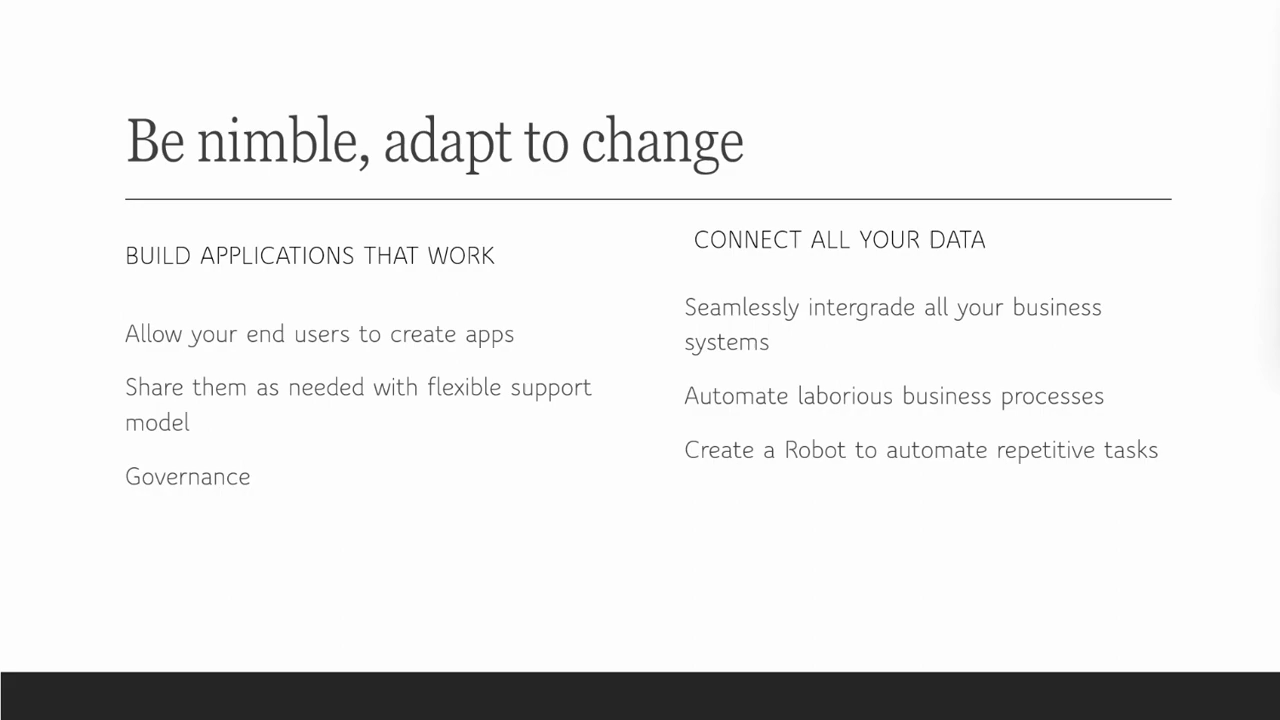 Be nimble, adapt to change
BUILD APPLICATIONS THAT WORK
Allow your end users to create apps
Share them as needed with flexible support
model
Governance
CONNECT ALL YOUR DATA
Seamlessly intergrade all your business
systems
Automate laborious business processes
Create a Robot to automate repetitive tasks